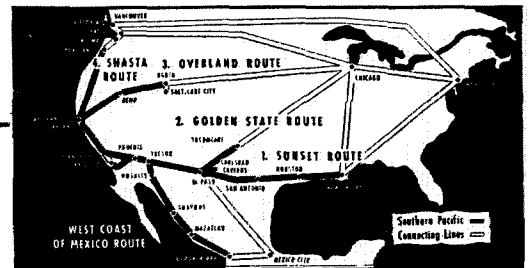 VANCOUVER
4. SHASTA
ROUTE
3. OVERLAND ROUTE
OGDEN
SALT LAKE CITY
RENO
CHICAGO
2. GOLDEN STATE ROUTE
TUCUMCARI
CARLSBAD
CAVERNS
1. SUNSET ROUTE
PHOENIX
TUCSON
HOUSTON
EL PASO
SAN ANTONIO
NOGALES
GUAYMAS
WEST COAST
OF MEXICO ROUTE
MAZATLAN
MEXICO CITY
Southern Pacific
Connecting Lines